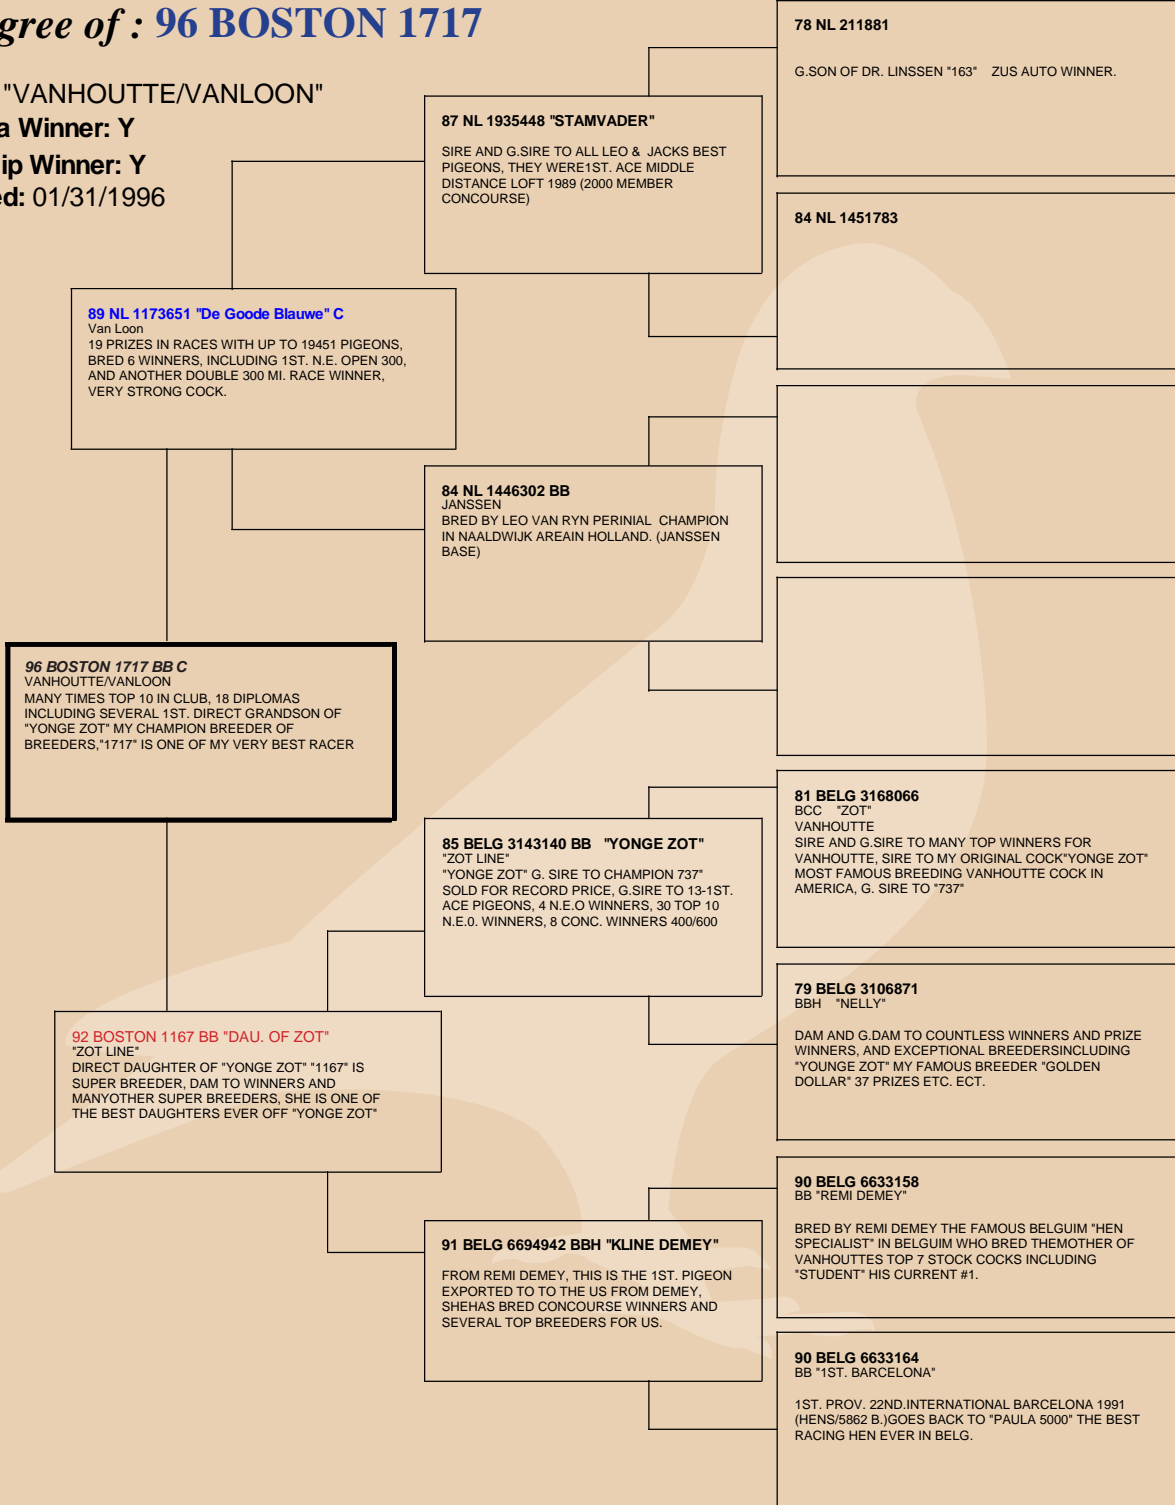 gree of : 96 BOSTON 1717
"VANHOUTTE/VANLOON"
a Winner: Y
ip Winner: Y
ed: 01/31/1996
78 NL 211881
G.SON OF DR. LINSSEN "163" ZUS AUTO WINNER.
87 NL 1935448 "STAMVADER"
SIRE AND G.SIRE TO ALL LEO & JACKS BEST
PIGEONS, THEY WERE1ST. ACE MIDDLE
DISTANCE LOFT 1989 (2000 MEMBER
CONCOURSE)
84 NL 1451783
89 NL 1173651 "De Goode Blauwe" C
Van Loon
19 PRIZES IN RACES WITH UP TO 19451 PIGEONS,
BRED 6 WINNERS, INCLUDING 1ST. N.E. OPEN 300,
AND ANOTHER DOUBLE 300 MI. RACE WINNER,
VERY STRONG COCK.
84 NL 1446302 BB
JANSSEN
BRED BY LEO VAN RYN PERINIAL CHAMPION
IN NAALDWIJK AREAIN HOLLAND. (JANSSEN
BASE)
96 BOSTON 1717 BB C
VANHOUTTE/VANLOON
MANY TIMES TOP 10 IN CLUB, 18 DIPLOMAS
INCLUDING SEVERAL 1ST. DIRECT GRANDSON OF
"YONGE ZOT" MY CHAMPION BREEDER OF
BREEDERS,"1717" IS ONE OF MY VERY BEST RACER
81 BELG 3168066
BCC "ZOT"
VANHOUTTE
SIRE AND G.SIRE TO MANY TOP WINNERS FOR
VANHOUTTE, SIRE TO MY ORIGINAL COCK"YONGE ZOT"
MOST FAMOUS BREEDING VANHOUTTE COCK IN
AMERICA, G. SIRE TO "737"
85 BELG 3143140 BB "YONGE ZOT"
"ZOT LINE"
"YONGE ZOT" G. SIRE TO CHAMPION 737"
SOLD FOR RECORD PRICE, G.SIRE TO 13-1ST.
ACE PIGEONS, 4 N.E.O WINNERS, 30 TOP 10
N.E.0. WINNERS, 8 CONC. WINNERS 400/600
79 BELG 3106871
BBH "NELLY"
DAM AND G.DAM TO COUNTLESS WINNERS AND PRIZE
WINNERS, AND EXCEPTIONAL BREEDERSINCLUDING
"YOUNGE ZOT" MY FAMOUS BREEDER "GOLDEN
DOLLAR" 37 PRIZES ETC. ECT.
92 BOSTON 1167 BB "DAU. OF ZOT"
"ZOT LINE"
DIRECT DAUGHTER OF "YONGE ZOT" "1167" IS
SUPER BREEDER, DAM TO WINNERS AND
MANYOTHER SUPER BREEDERS, SHE IS ONE OF
THE BEST DAUGHTERS EVER OFF "YONGE ZOT"
90 BELG 6633158
BB "REMI DEMEY"
BRED BY REMI DEMEY THE FAMOUS BELGUIM "HEN
SPECIALIST" IN BELGUIM WHO BRED THEMOTHER OF
VANHOUTTES TOP 7 STOCK COCKS INCLUDING
"STUDENT" HIS CURRENT #1.
91 BELG 6694942 BBH "KLINE DEMEY"
FROM REMI DEMEY, THIS IS THE 1ST. PIGEON
EXPORTED TO TO THE US FROM DEMEY,
SHEHAS BRED CONCOURSE WINNERS AND
SEVERAL TOP BREEDERS FOR US.
90 BELG 6633164
BB "1ST. BARCELONA"
1ST. PROV. 22ND.INTERNATIONAL BARCELONA 1991
(HENS/5862 B.)GOES BACK TO "PAULA 5000" THE BEST
RACING HEN EVER IN BELG.